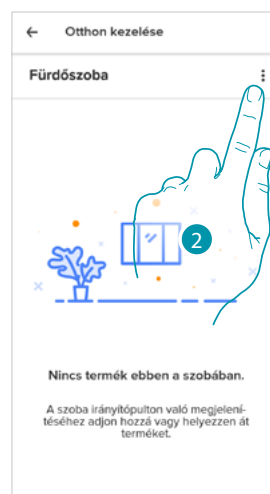 Otthon kezelése
Fürdőszoba
2
Nincs termék ebben a szobában.
A szoba irányítópulton való megjelení-
téséhez adjon hozzá vagy helyezzen át
terméket.